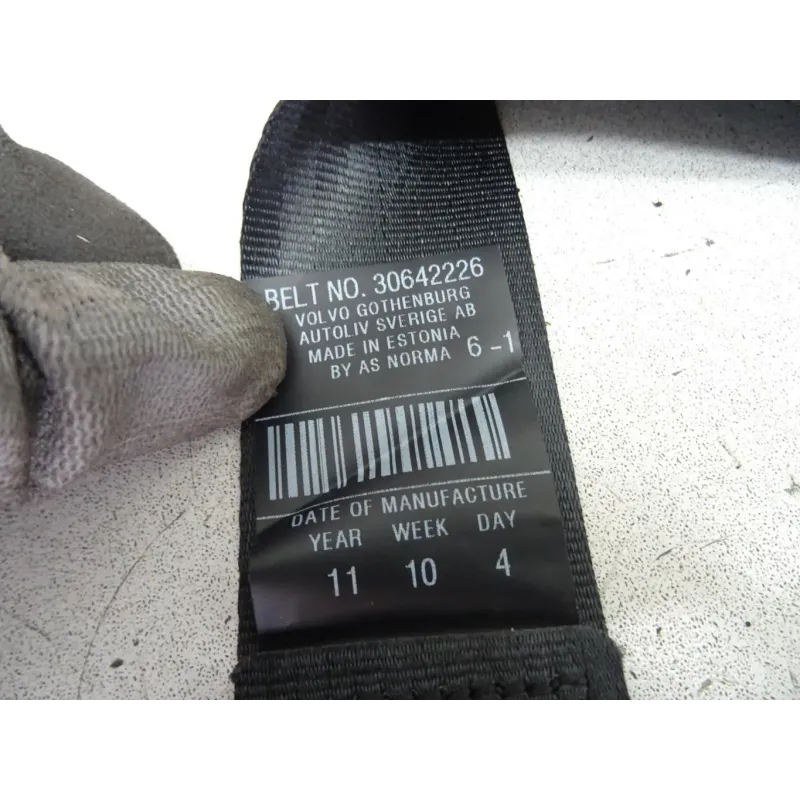 BELT NO. 30642226
VOLVO GOTHENBURG
AUTOLIV SVERIGE AB
MADE IN ESTONIA
BY AS NORMA 6-1
DATE OF MANUFACTURE
YEAR WEEK DAY
11 10 4